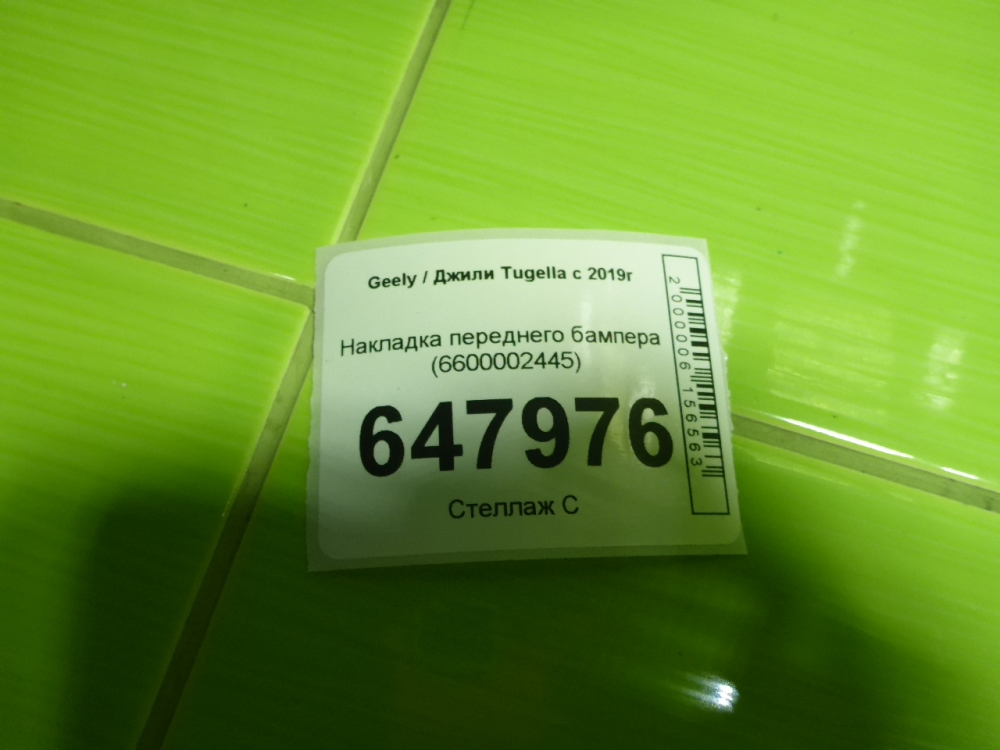 Geely / Джили Tugella с 2019г
Накладка переднего бампера
(6600002445)
647976
Стеллаж С
2000006156563